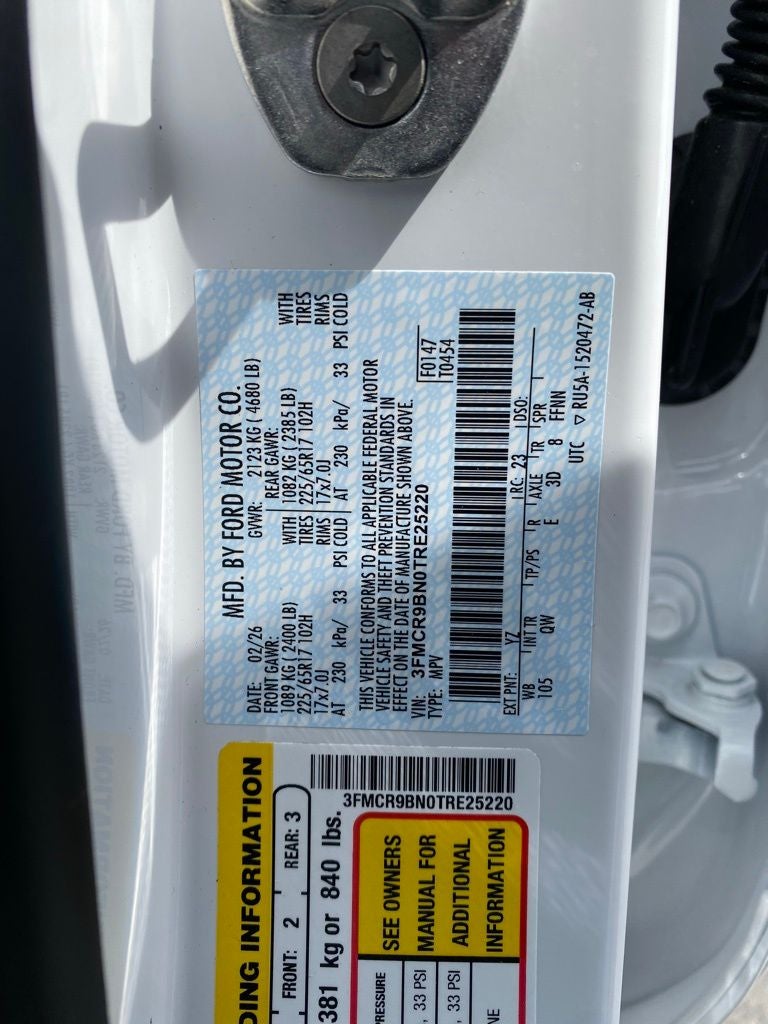 MFD. BY FORD MOTOR CO.
DATE: 02/26 GVWR: 2123 KG ( 4680 LB)
FRONT GAWR: REAR GAWR:
1089 KG ( 2400 LB) WITH 1082 KG ( 2385 LB) WITH
225/65R17 102H TIRES 225/65R17 102H TIRES
17x7.0J RIMS 17x7.0J RIMS
AT 230 kPa/ 33 PSI COLD AT 230 kPa/ 33 PSI COLD
THIS VEHICLE CONFORMS TO ALL APPLICABLE FEDERAL MOTOR
VEHICLE SAFETY AND THEFT PREVENTION STANDARDS IN
EFFECT ON THE DATE OF MANUFACTURE SHOWN ABOVE.
VIN: 3FMCR9BN0TRE25220 F0147
TYPE: MPV T0454
EXT PNT: YZ RC: 23 DSO:
WB INT TR TP/PS R AXLE TR SPR
105 QW E 3D 8 FFNN
UTC ▽ RU5A-1520472-AB
DING INFORMATION
FRONT: 2 REAR: 3
3FMCR9BN0TRE25220
381 kg or 840 lbs.
PRESSURE SEE OWNERS
, 33 PSI MANUAL FOR
, 33 PSI ADDITIONAL
NE INFORMATION